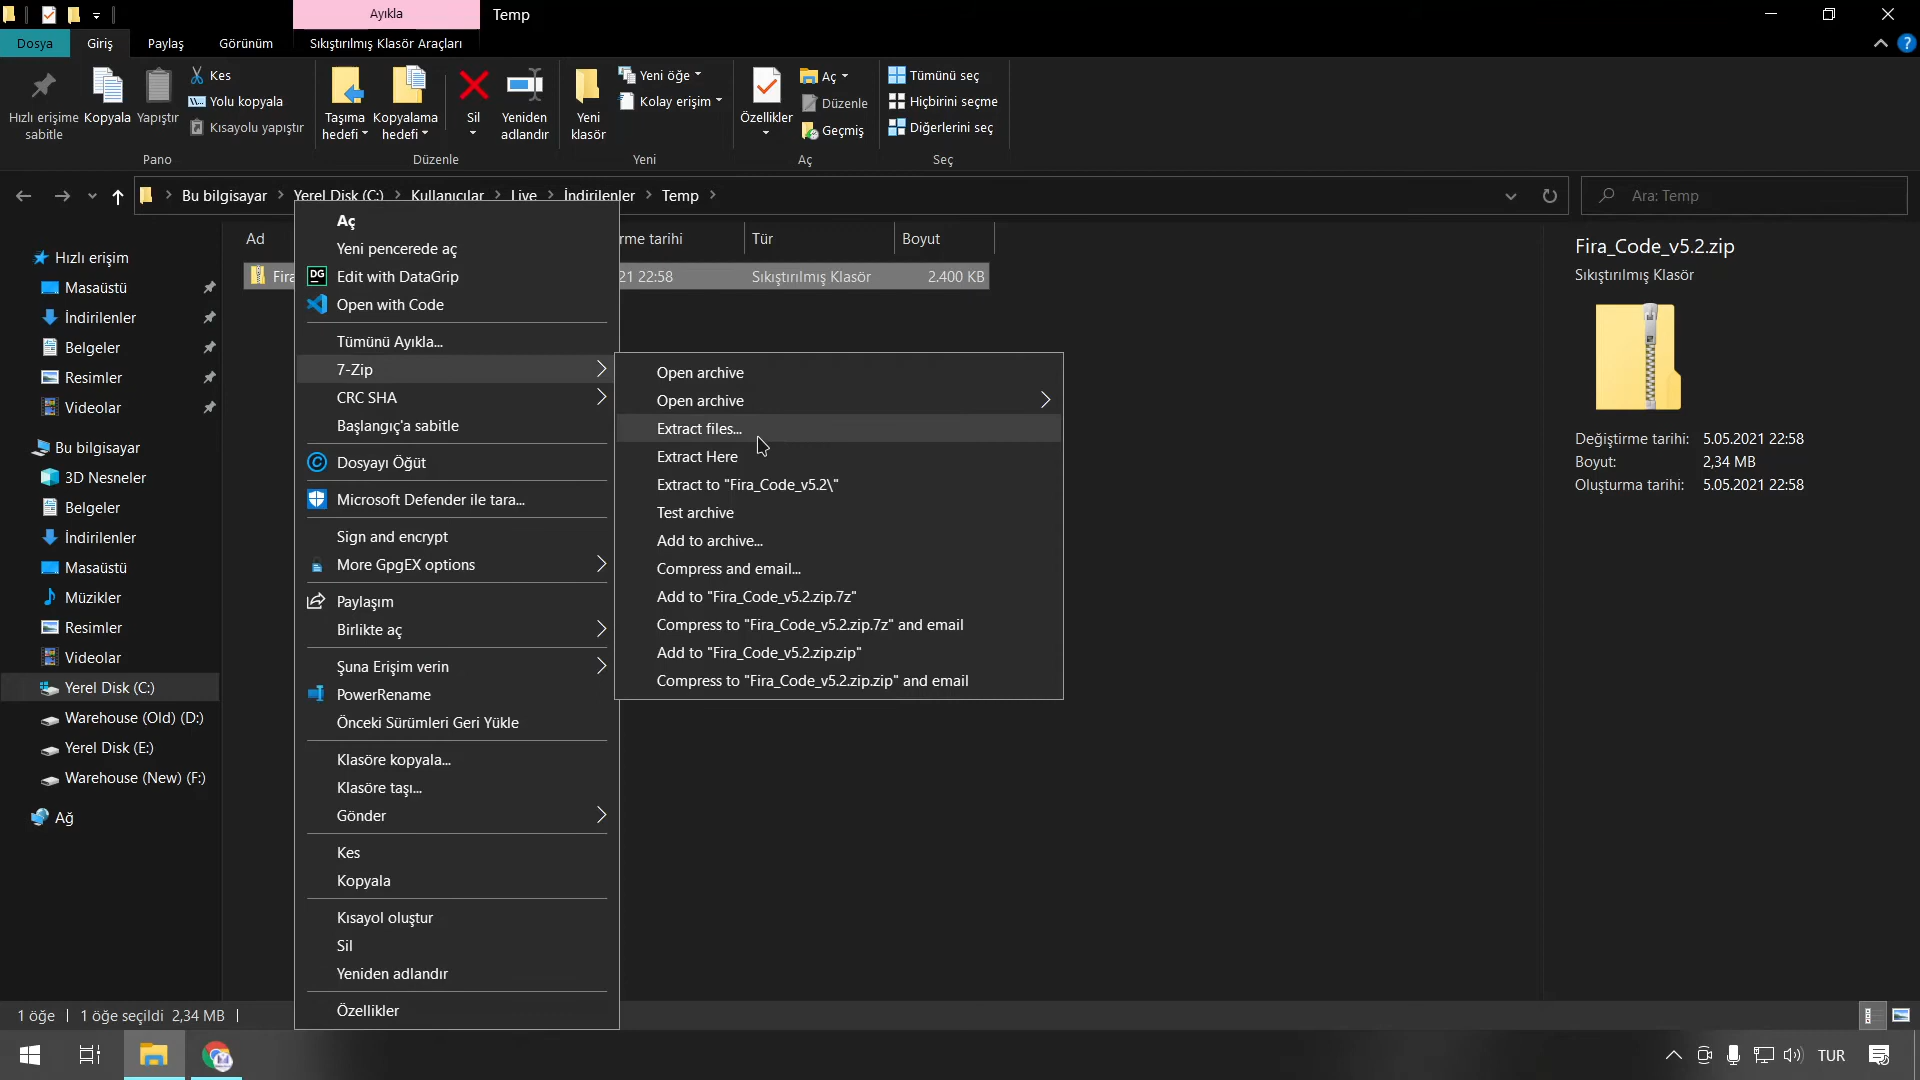 Ayıkla
Temp
Dosya
Giriş
Paylaş
Görünüm
Sıkıştırılmış Klasör Araçları
Hızlı erişime sabitle
Kopyala
Yapıştır
Kes
Yolu kopyala
Kısayolu yapıştır
Pano
Taşıma hedefi
Kopyalama hedefi
Sil
Yeniden adlandır
Düzenle
Yeni klasör
Yeni öğe
Kolay erişim
Yeni
Özellikler
Aç
Düzenle
Geçmiş
Aç
Tümünü seç
Hiçbirini seçme
Diğerlerini seç
Seç
Bu bilgisayar > Yerel Disk (C:) > Kullanıcılar > Live > İndirilenler > Temp >
Ara: Temp
Hızlı erişim
Masaüstü
İndirilenler
Belgeler
Resimler
Videolar
Bu bilgisayar
3D Nesneler
Belgeler
İndirilenler
Masaüstü
Müzikler
Resimler
Videolar
Yerel Disk (C:)
Warehouse (Old) (D:)
Yerel Disk (E:)
Warehouse (New) (F:)
Ağ
Ad
rme tarihi
Tür
Boyut
Fira
21 22:58
Sıkıştırılmış Klasör
2.400 KB
Aç
Yeni pencerede aç
DG Edit with DataGrip
Open with Code
Tümünü Ayıkla...
7-Zip
CRC SHA
Başlangıç'a sabitle
Dosyayı Öğüt
Microsoft Defender ile tara...
Sign and encrypt
More GpgEX options
Paylaşım
Birlikte aç
Şuna Erişim verin
PowerRename
Önceki Sürümleri Geri Yükle
Klasöre kopyala...
Klasöre taşı...
Gönder
Kes
Kopyala
Kısayol oluştur
Sil
Yeniden adlandır
Özellikler
Open archive
Open archive
Extract files...
Extract Here
Extract to "Fira_Code_v5.2\"
Test archive
Add to archive...
Compress and email...
Add to "Fira_Code_v5.2.zip.7z"
Compress to "Fira_Code_v5.2.zip.7z" and email
Add to "Fira_Code_v5.2.zip.zip"
Compress to "Fira_Code_v5.2.zip.zip" and email
Fira_Code_v5.2.zip
Sıkıştırılmış Klasör
Değiştirme tarihi: 5.05.2021 22:58
Boyut: 2,34 MB
Oluşturma tarihi: 5.05.2021 22:58
1 öğe
1 öğe seçildi 2,34 MB
TUR